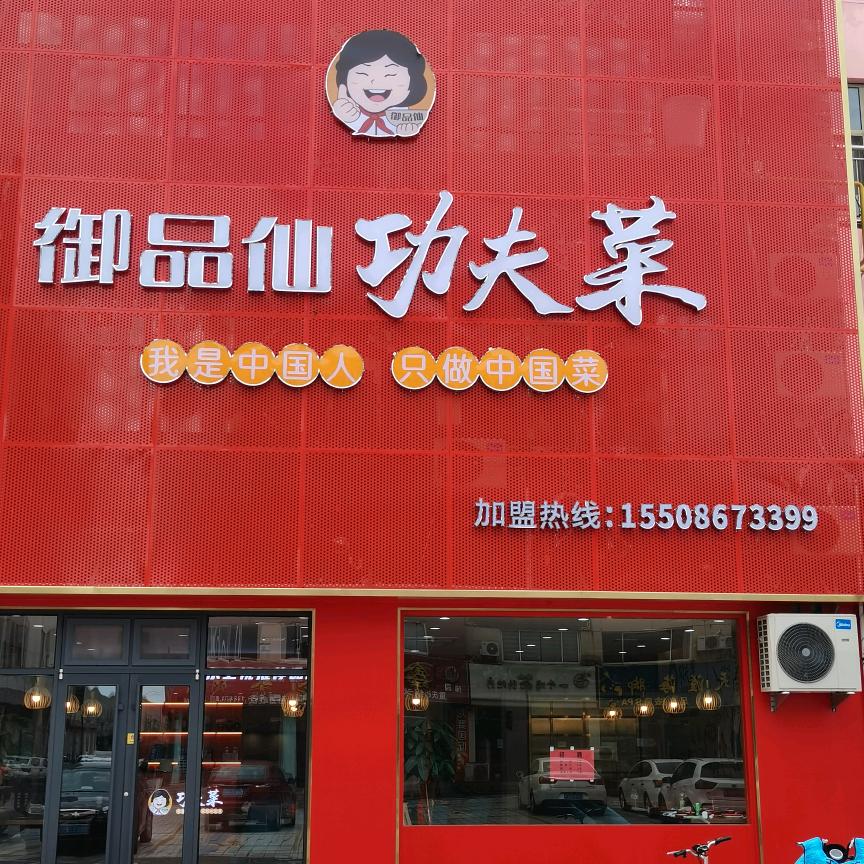 御品仙
御品仙 功夫菜
我是中国人 只做中国菜
加盟热线:15508673399
Midea
功夫菜